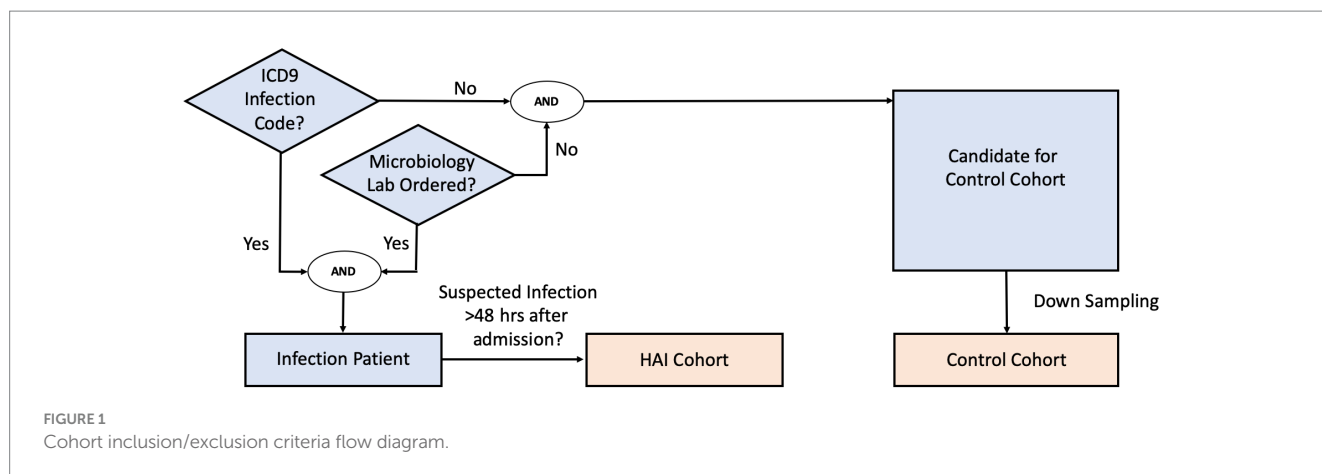 ICD9
Infection
Code?
No
AND
Microbiology
Lab Ordered?
No
Candidate for
Control Cohort
Yes
Yes
AND
Suspected Infection
>48 hrs after
admission?
Down Sampling
Infection Patient
HAI Cohort
Control Cohort
FIGURE 1
Cohort inclusion/exclusion criteria flow diagram.